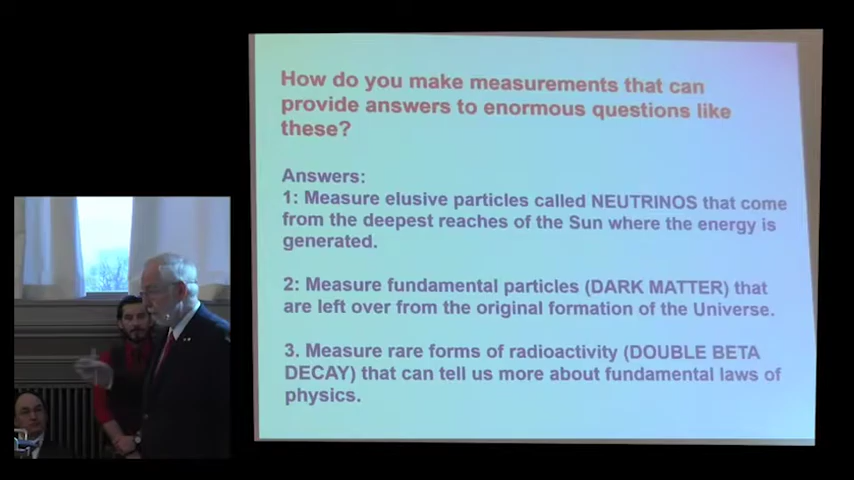 How do you make measurements that can
provide answers to enormous questions like
these?
Answers:
1: Measure elusive particles called NEUTRINOS that come
from the deepest reaches of the Sun where the energy is
generated.
2: Measure fundamental particles (DARK MATTER) that
are left over from the original formation of the Universe.
3. Measure rare forms of radioactivity (DOUBLE BETA
DECAY) that can tell us more about fundamental laws of
physics.